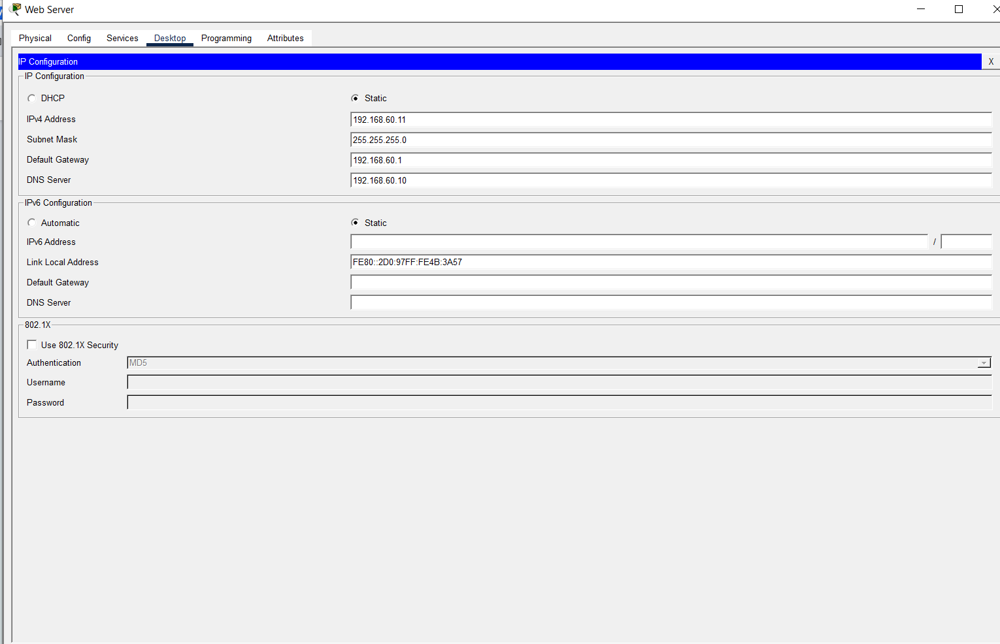 Web Server
Physical Config Services Desktop Programming Attributes
IP Configuration X
IP Configuration
DHCP Static
IPv4 Address 192.168.60.11
Subnet Mask 255.255.255.0
Default Gateway 192.168.60.1
DNS Server 192.168.60.10
IPv6 Configuration
Automatic Static
IPv6 Address /
Link Local Address FE80::2D0:97FF:FE4B:3A57
Default Gateway
DNS Server
802.1X
Use 802.1X Security
Authentication MD5
Username
Password